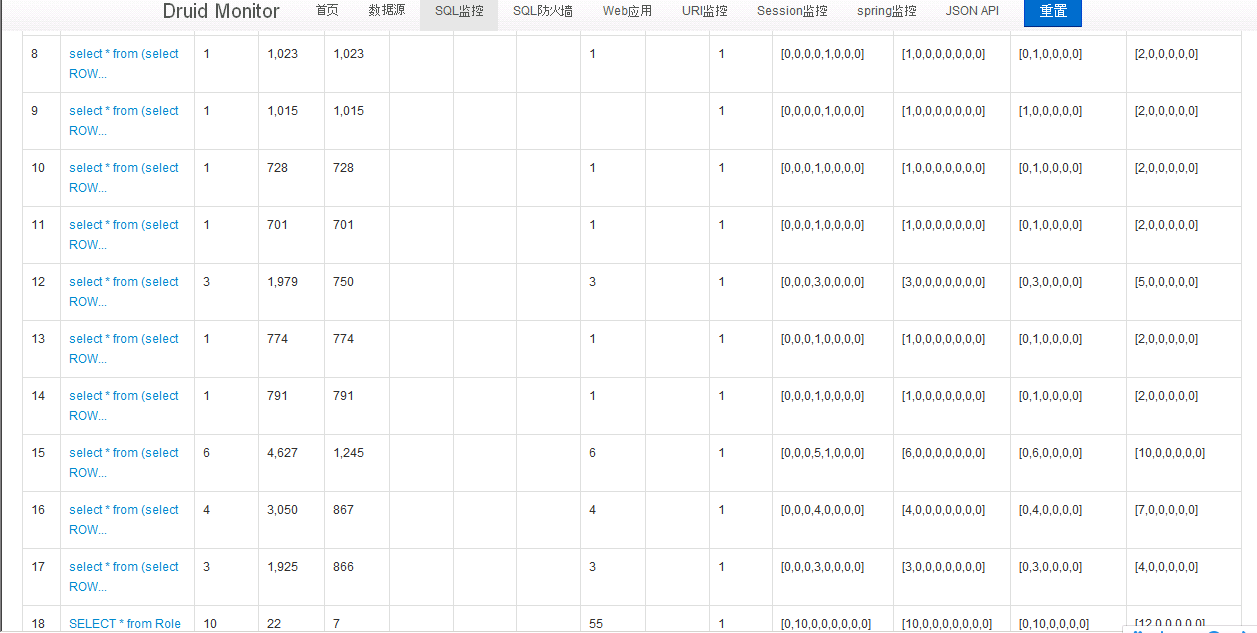 Druid Monitor 首页 数据源 SQL监控 SQL防火墙 Web应用 URI监控 Session监控 spring监控 JSON API 重置
8 select * from (select 1 1,023 1,023 1 1 [0,0,0,0,1,0,0,0] [1,0,0,0,0,0,0,0] [0,1,0,0,0,0] [2,0,0,0,0,0]
ROW...
9 select * from (select 1 1,015 1,015 1 [0,0,0,0,1,0,0,0] [1,0,0,0,0,0,0,0] [1,0,0,0,0,0] [2,0,0,0,0,0]
ROW...
10 select * from (select 1 728 728 1 1 [0,0,0,1,0,0,0,0] [1,0,0,0,0,0,0,0] [0,1,0,0,0,0] [2,0,0,0,0,0]
ROW...
11 select * from (select 1 701 701 1 1 [0,0,0,1,0,0,0,0] [1,0,0,0,0,0,0,0] [0,1,0,0,0,0] [2,0,0,0,0,0]
ROW...
12 select * from (select 3 1,979 750 3 1 [0,0,0,3,0,0,0,0] [3,0,0,0,0,0,0,0] [0,3,0,0,0,0] [5,0,0,0,0,0]
ROW...
13 select * from (select 1 774 774 1 1 [0,0,0,1,0,0,0,0] [1,0,0,0,0,0,0,0] [0,1,0,0,0,0] [2,0,0,0,0,0]
ROW...
14 select * from (select 1 791 791 1 1 [0,0,0,1,0,0,0,0] [1,0,0,0,0,0,0,0] [0,1,0,0,0,0] [2,0,0,0,0,0]
ROW...
15 select * from (select 6 4,627 1,245 6 1 [0,0,0,5,1,0,0,0] [6,0,0,0,0,0,0,0] [0,6,0,0,0,0] [10,0,0,0,0,0]
ROW...
16 select * from (select 4 3,050 867 4 1 [0,0,0,4,0,0,0,0] [4,0,0,0,0,0,0,0] [0,4,0,0,0,0] [7,0,0,0,0,0]
ROW...
17 select * from (select 3 1,925 866 3 1 [0,0,0,3,0,0,0,0] [3,0,0,0,0,0,0,0] [0,3,0,0,0,0] [4,0,0,0,0,0]
ROW...
18 SELECT * from Role 10 22 7 55 1 [0,10,0,0,0,0,0,0] [10,0,0,0,0,0,0,0] [0,10,0,0,0,0] [12,0,0,0,0,0]